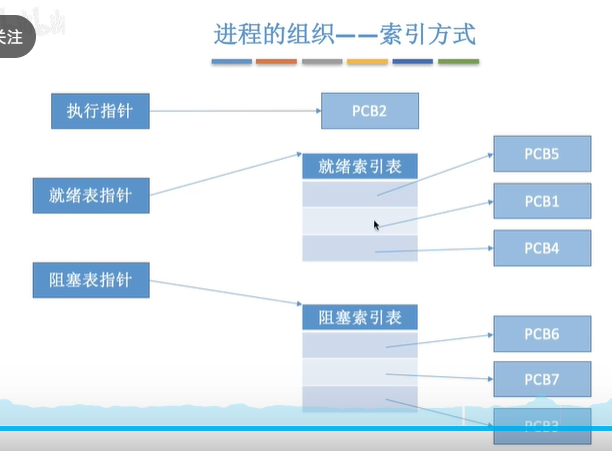 关注
进程的组织——索引方式
执行指针
PCB2
就绪表指针
就绪索引表
PCB5
PCB1
PCB4
阻塞表指针
阻塞索引表
PCB6
PCB7
PCB3